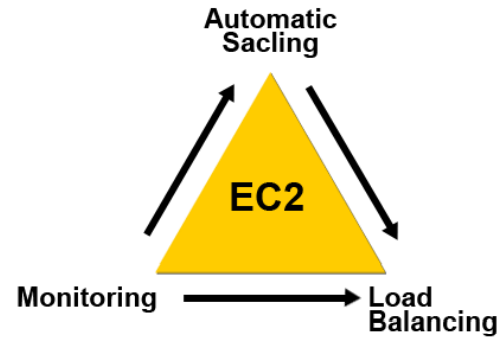 Automatic
Sacling
EC2
Monitoring
Load
Balancing